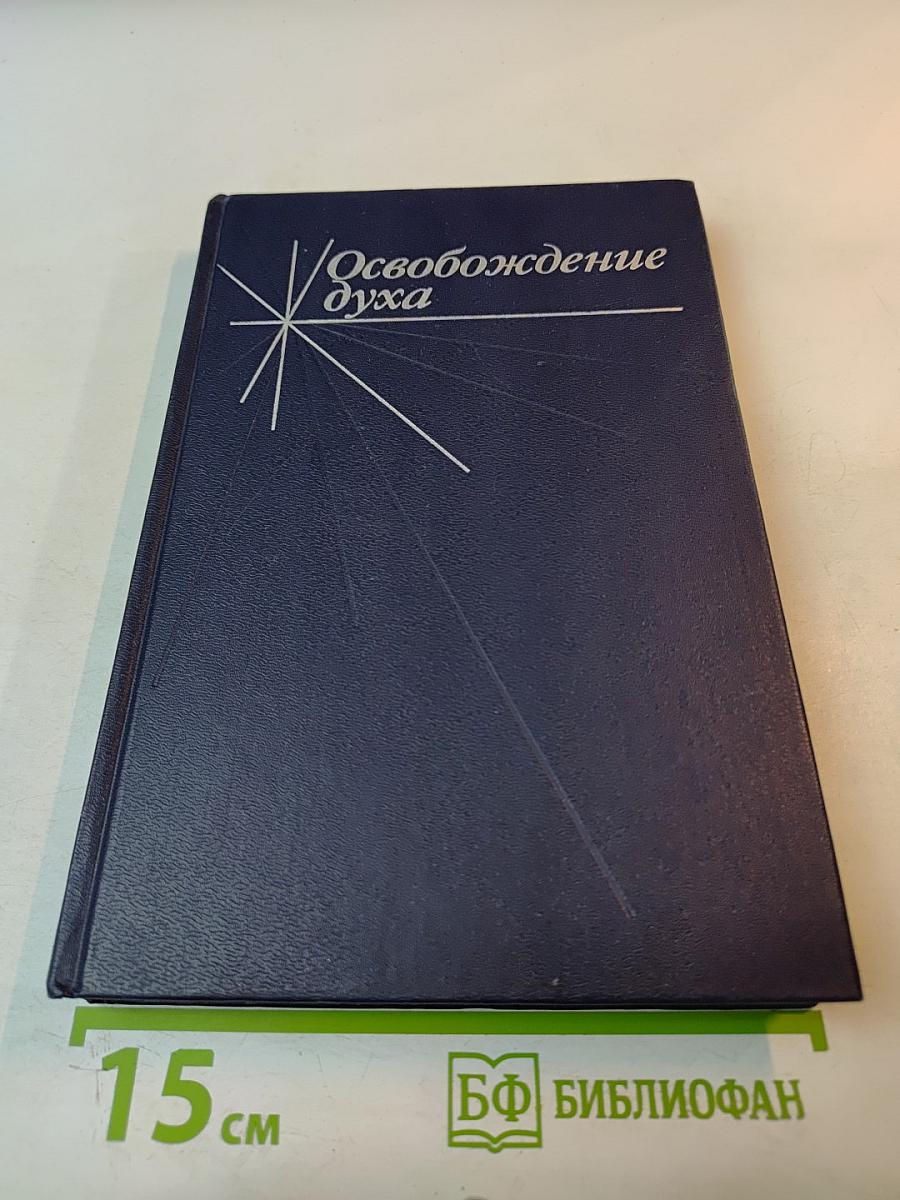 Освобождение
духа
15 см
БФ БИБЛИОФАН